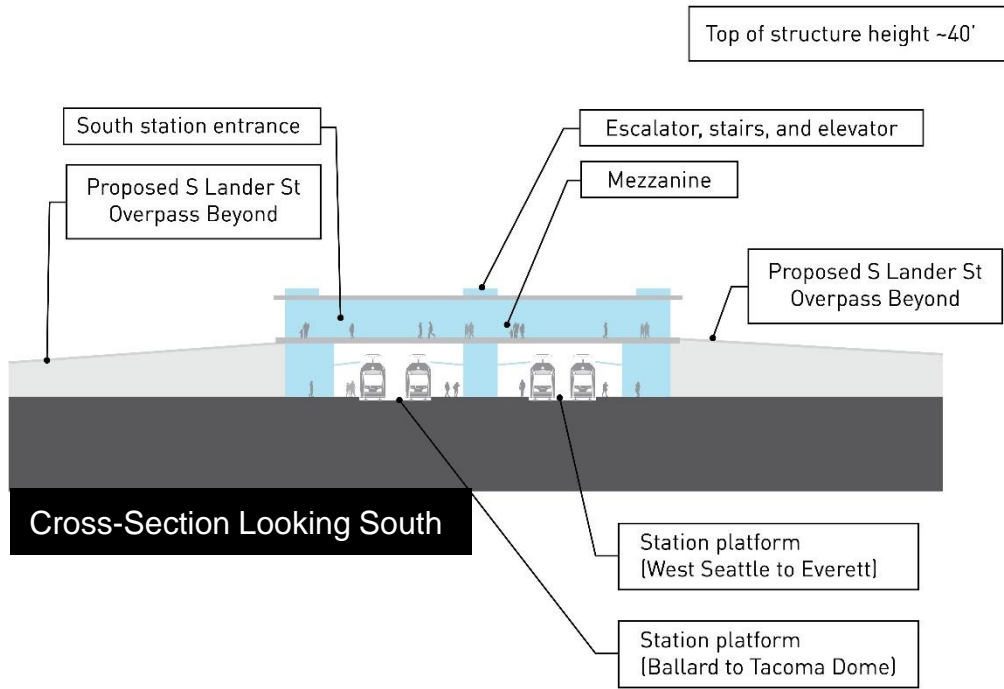 Top of structure height ~40'
South station entrance
Escalator, stairs, and elevator
Proposed S Lander St
Overpass Beyond
Mezzanine
Proposed S Lander St
Overpass Beyond
Cross-Section Looking South
Station platform
(West Seattle to Everett)
Station platform
(Ballard to Tacoma Dome)